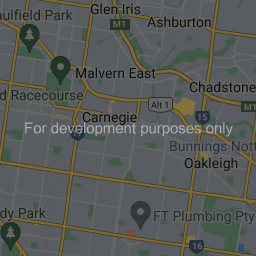 Glen Iris
aulfield Park
M1
Ashburton
Malvern East
Chadstone
d Racecourse
Alt 1
15
Carnegie
For development purposes only
Bunnings Nott
Oakleigh
dy Park
FT Plumbing Pty
16